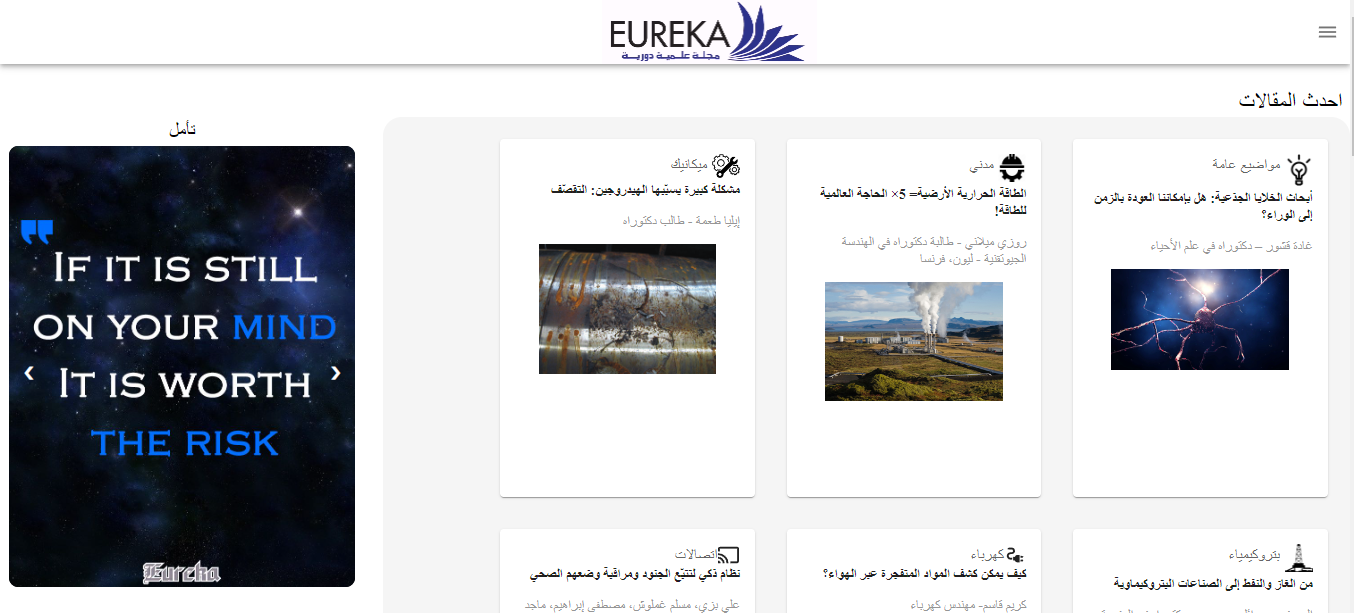 EUREKA
مجلة علمية دورية
احدث المقالات
مواضيع عامة
أبحاث الخلايا الجذعية: هل بإمكاننا العودة بالزمن
إلى الوراء؟
غادة قشور – دكتوراه في علم الأحياء
مدني
الطاقة الحرارية الأرضية= 5× الحاجة العالمية
للطاقة!
روزي ميلاني - طالبة دكتوراه في الهندسة
الجيوتقنية - ليون، فرنسا
ميكانيك
مشكلة كبيرة يسبّبها الهيدروجين: التقصّف
إيليا طعمة - طالب دكتوراه
بتروكيمياء
من الغاز والنفط إلى الصناعات البتروكيماوية
كهرباء
كيف يمكن كشف المواد المتفجرة عبر الهواء؟
كريم قاسم- مهندس كهرباء
اتصالات
نظام ذكي لتتبّع الجنود ومراقبة وضعهم الصحي
علي بزي، مسلم غملوش، مصطفى إبراهيم، ماجد
تأمل
IF IT IS STILL
ON YOUR MIND
IT IS WORTH
THE RISK
Eureka